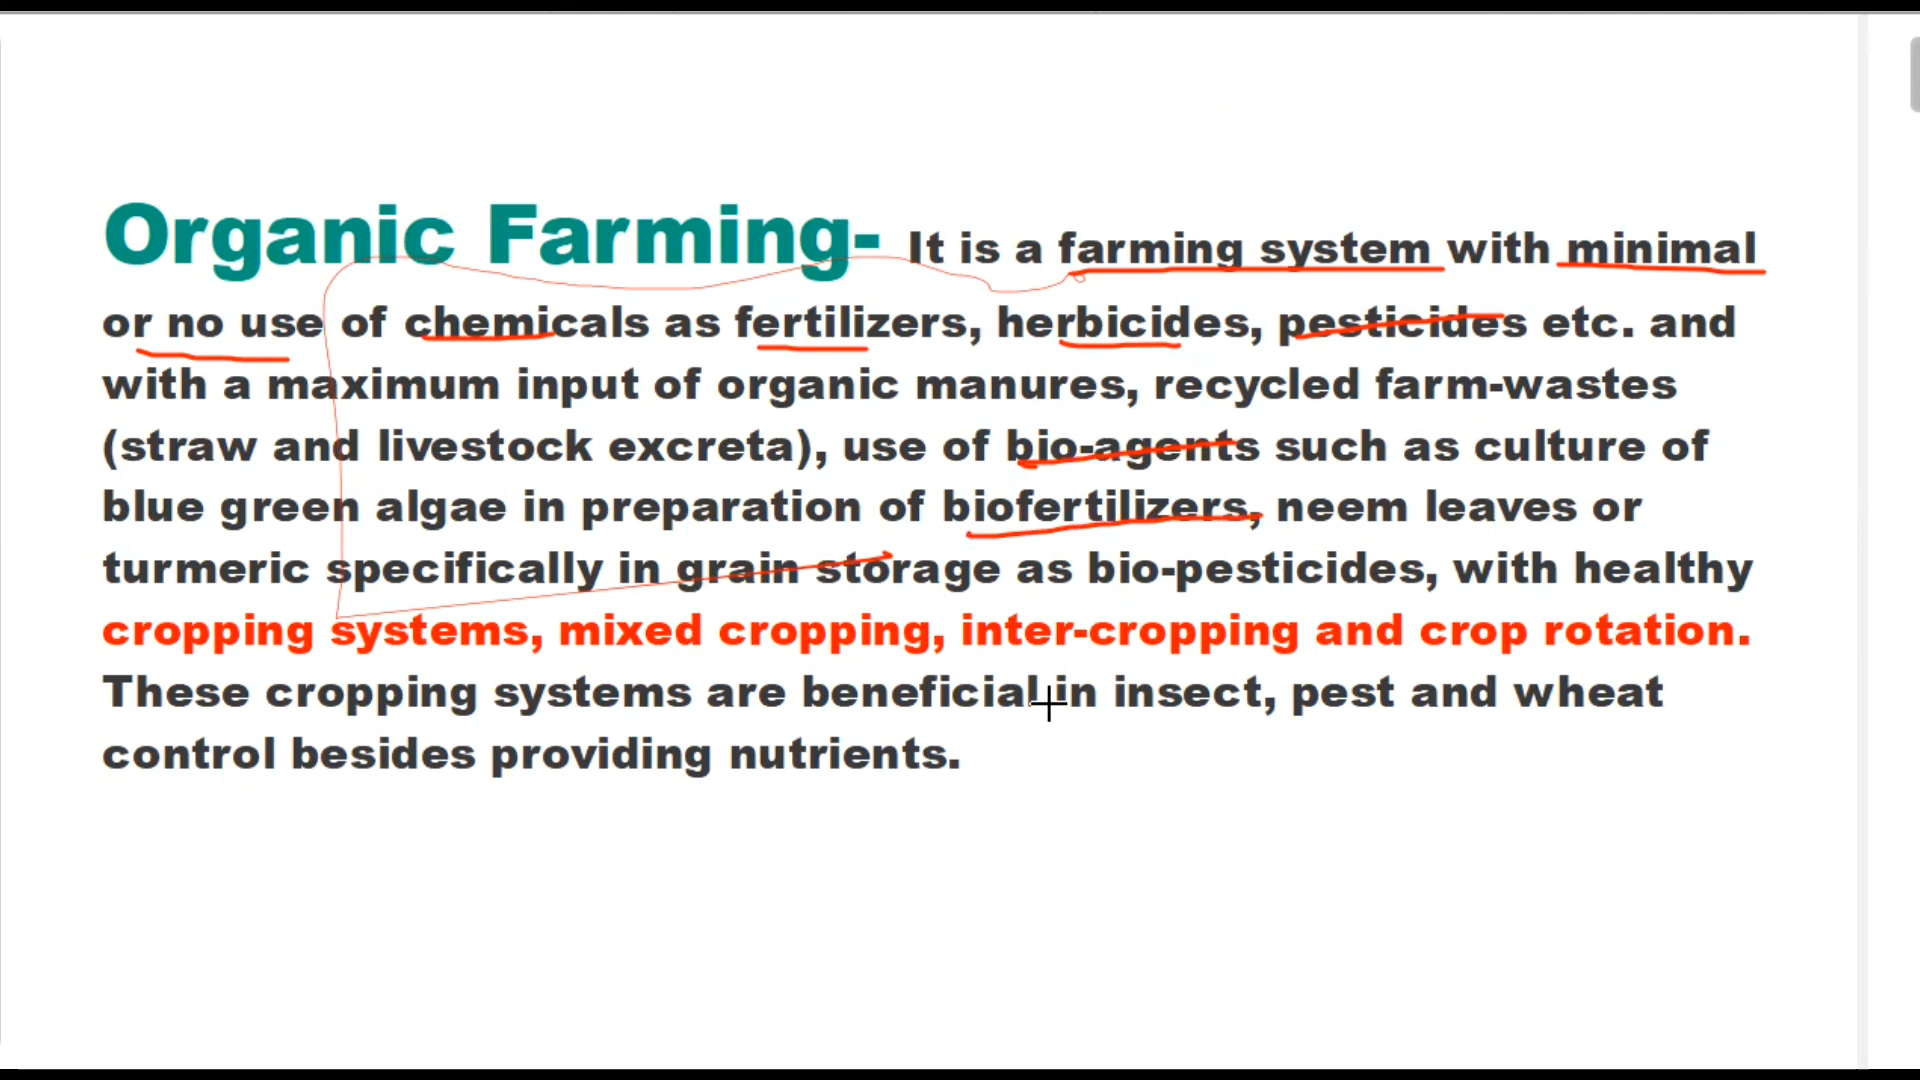 Organic Farming- It is a farming system with minimal
or no use of chemicals as fertilizers, herbicides, pesticides etc. and
with a maximum input of organic manures, recycled farm-wastes
(straw and livestock excreta), use of bio-agents such as culture of
blue green algae in preparation of biofertilizers, neem leaves or
turmeric specifically in grain storage as bio-pesticides, with healthy
cropping systems, mixed cropping, inter-cropping and crop rotation.
These cropping systems are beneficial in insect, pest and wheat
control besides providing nutrients.